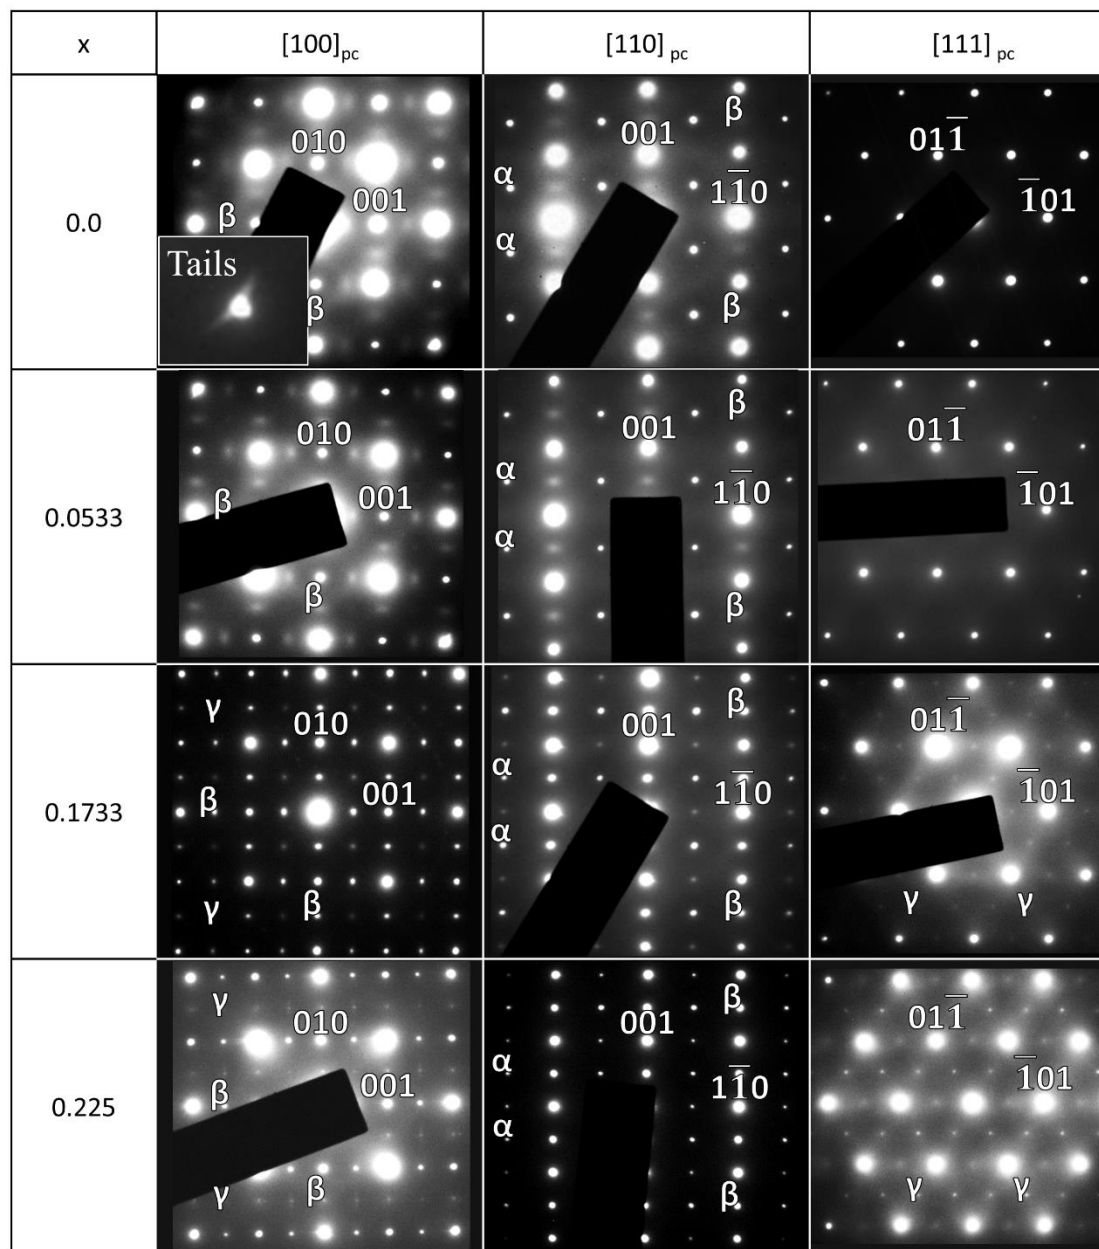 x [100]pc [110] pc [111] pc
0.0
010
001
β
β
Tails
β
001
11̅0
α
α
β
011̅
1̅01
0.0533
010
001
β
β
β
001
11̅0
α
α
β
011̅
1̅01
0.1733
γ
010
001
β
γ
β
β
001
11̅0
α
α
β
011̅
1̅01
γ γ
0.225
γ
010
001
β
γ
β
β
001
11̅0
α
α
β
011̅
1̅01
γ γ